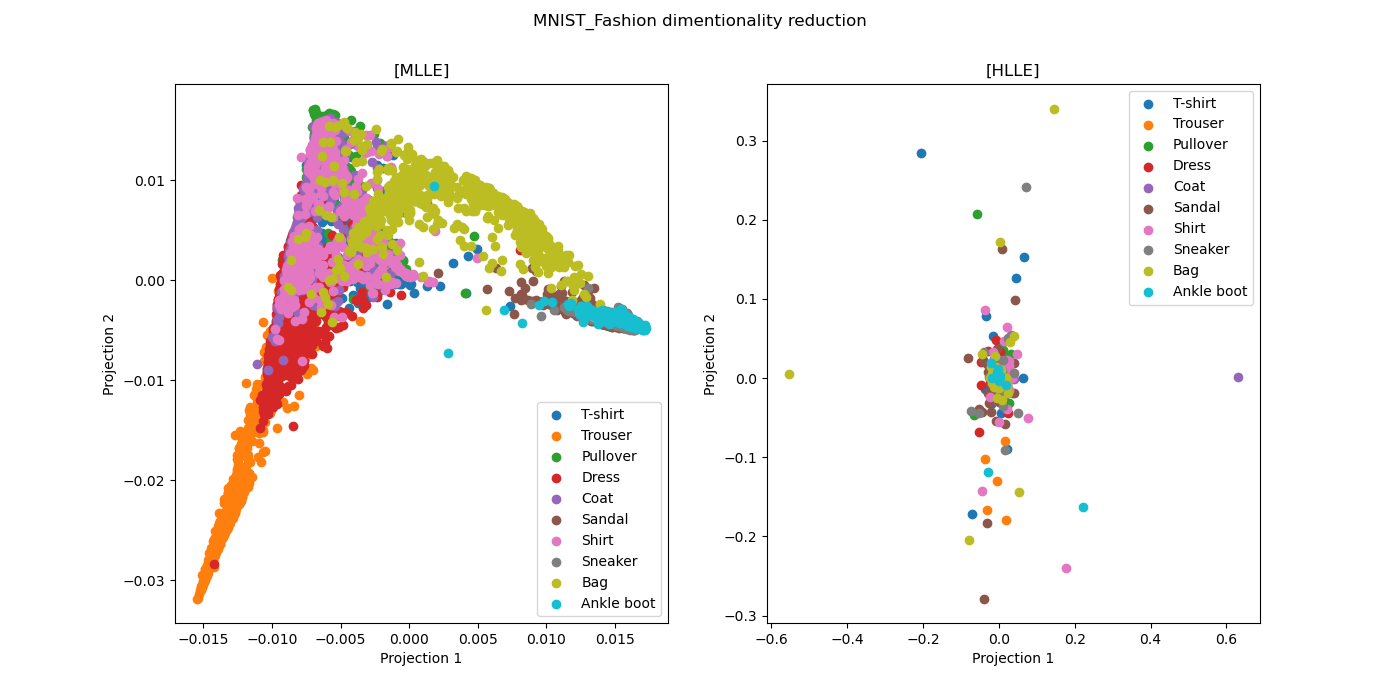 MNIST_Fashion dimentionality reduction
[MLLE]
0.01
0.00
−0.01
−0.02
−0.03
Projection 2
−0.015
−0.010
−0.005
0.000
0.005
0.010
0.015
Projection 1
T-shirt
Trouser
Pullover
Dress
Coat
Sandal
Shirt
Sneaker
Bag
Ankle boot
[HLLE]
0.3
0.2
0.1
0.0
−0.1
−0.2
−0.3
Projection 2
−0.6
−0.4
−0.2
0.0
0.2
0.4
0.6
Projection 1
T-shirt
Trouser
Pullover
Dress
Coat
Sandal
Shirt
Sneaker
Bag
Ankle boot